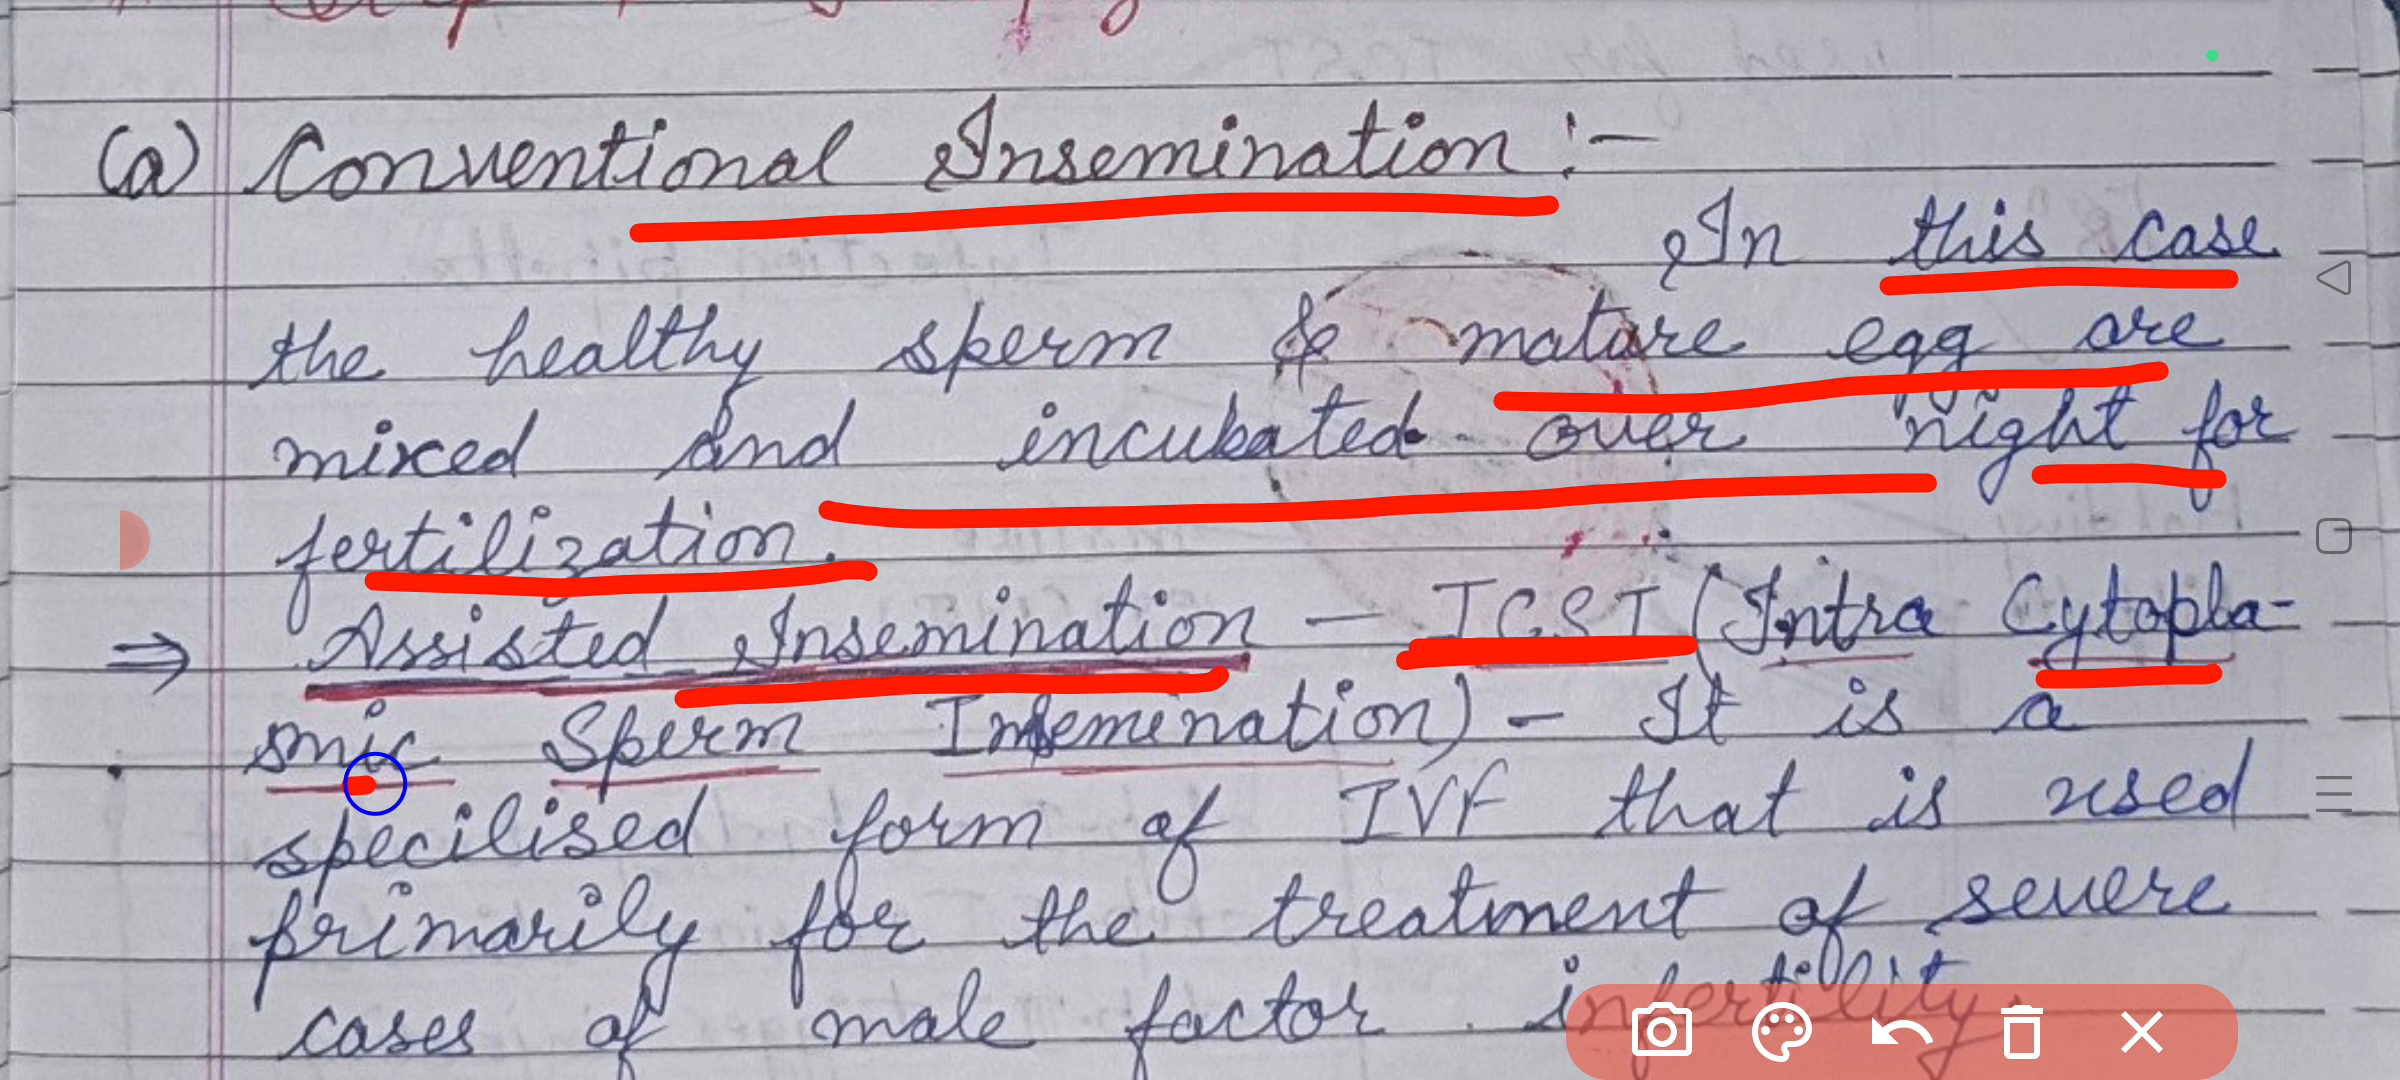 (a) Conventional Insemination :-
In this case
the healthy sperm & mature egg are
mixed and incubated over night for
fertilization.
⇒ Assisted Insemination - ICSI (Intra Cytopla-
smic Sperm Insemination) - It is a
specilised form of IVF that is used
primarily for the treatment of severe
cases of male factor infertility.